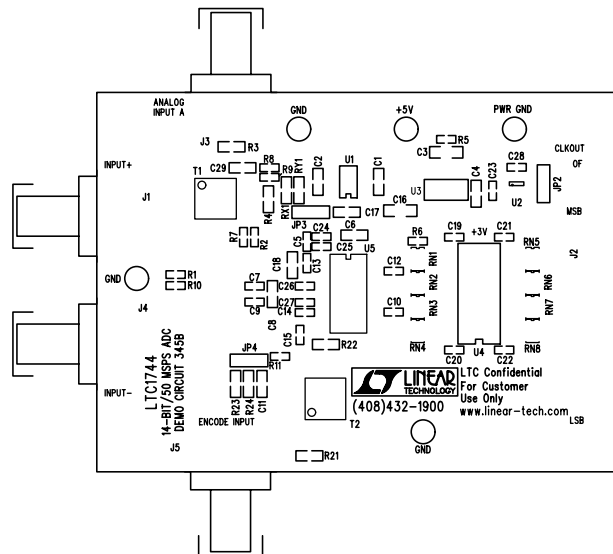 ANALOG
INPUT A
GND
+5V
PWR GND
J3
R3
R5
C3
CLKOUT
OF
INPUT+
C29
R8
R9
RY1
C2
U1
C1
C28
T1
U3
C4
C23
U2
JP2
J1
R4
RX1
JP3
C17
C16
MSB
R7
R2
C5
C24
C25
C6
U5
R6
C19
+3V
C21
RN5
J2
C18
C13
RN1
GND
R1
R10
C7
C26
C12
RN2
RN6
J4
C9
C8
C27
C14
C10
RN3
RN7
C15
R22
RN4
C20
U4
C22
RN8
JP4
R11
INPUT-
LTC1744
14-BIT/50 MSPS ADC
DEMO CIRCUIT 345B
R23
R24
C11
LINEAR
TECHNOLOGY
(408)432-1900
LTC Confidential
For Customer
Use Only
www.linear-tech.com
ENCODE INPUT
T2
GND
LSB
J5
R21